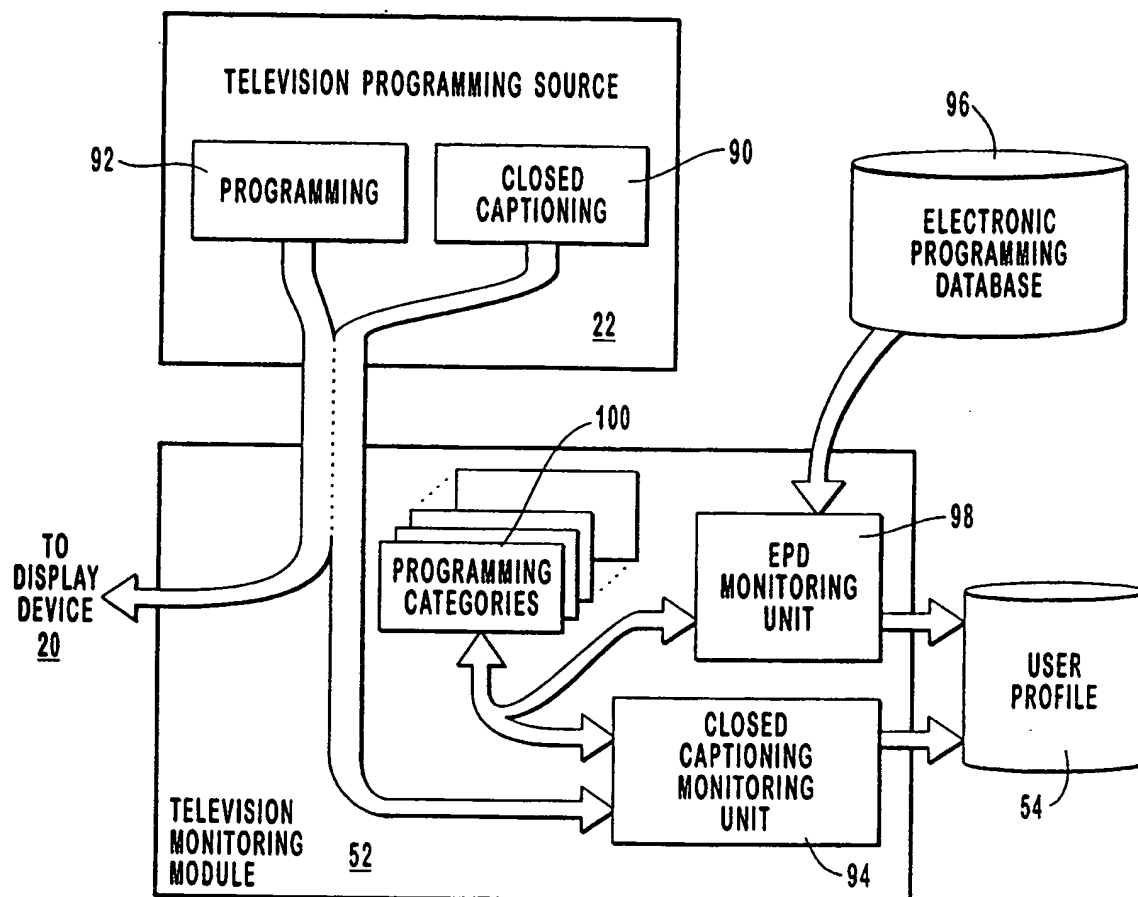 TELEVISION PROGRAMMING SOURCE
92
PROGRAMMING
CLOSED
CAPTIONING
90
22
96
ELECTRONIC
PROGRAMMING
DATABASE
100
PROGRAMMING
CATEGORIES
98
EPD
MONITORING
UNIT
TO
DISPLAY
DEVICE
20
USER
PROFILE
54
CLOSED
CAPTIONING
MONITORING
UNIT
94
TELEVISION
MONITORING
MODULE
52